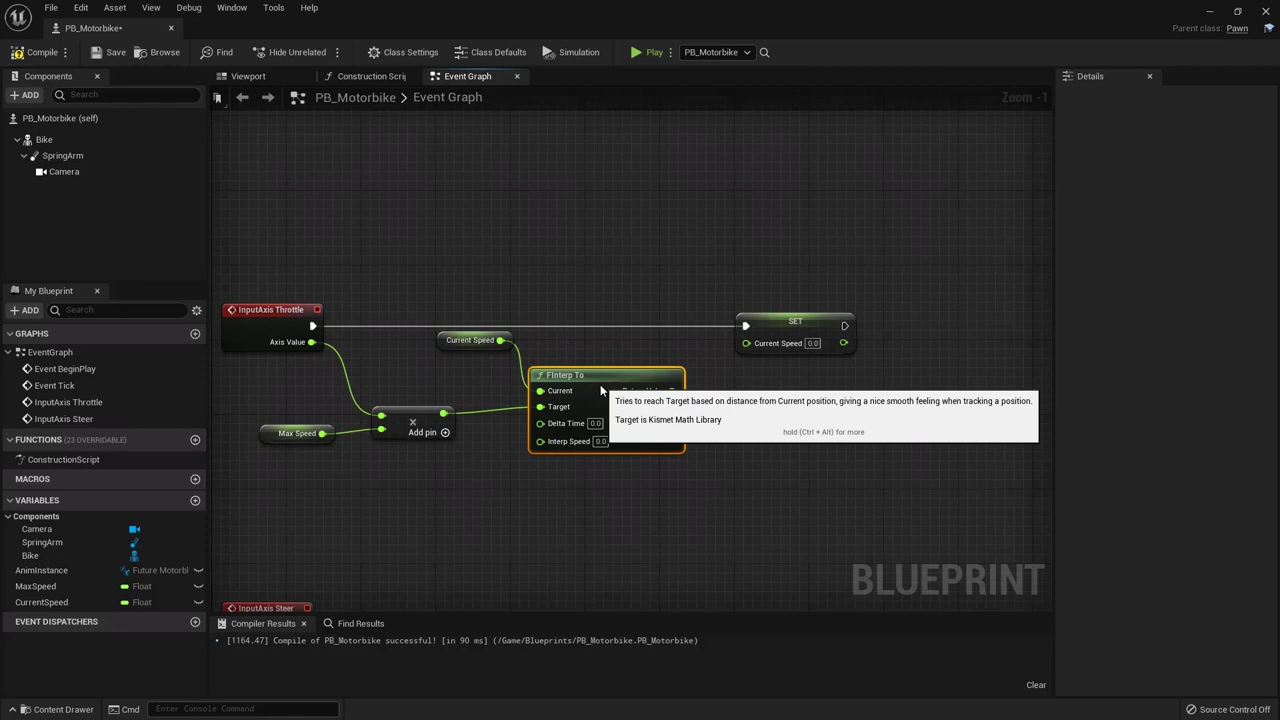 File Edit Asset View Debug Window Tools Help
PB_Motorbike*
Parent class: Pawn
Compile Save Browse Find Hide Unrelated Class Settings Class Defaults Simulation Play PB_Motorbike
Components
Viewport
Construction Scrip
Event Graph
Details
ADD Search
PB_Motorbike > Event Graph
Zoom -1
PB_Motorbike (self)
Bike
SpringArm
Camera
My Blueprint
ADD Search
GRAPHS
EventGraph
Event BeginPlay
Event Tick
InputAxis Throttle
InputAxis Steer
FUNCTIONS (23 OVERRIDABLE)
ConstructionScript
MACROS
VARIABLES
Components
Camera
SpringArm
Bike
AnimInstance Future Motorbi
MaxSpeed Float
CurrentSpeed Float
EVENT DISPATCHERS
InputAxis Throttle
Axis Value
Current Speed
SET
Current Speed 0.0
Max Speed
Add pin
FInterp To
Current
Target
Delta Time 0.0
Interp Speed 0.0
Tries to reach Target based on distance from Current position, giving a nice smooth feeling when tracking a position.
Target is Kismet Math Library
hold (Ctrl + Alt) for more
BLUEPRINT
InputAxis Steer
Compiler Results
Find Results
[1164.47] Compile of PB_Motorbike successful! [in 90 ms] (/Game/Blueprints/PB_Motorbike.PB_Motorbike)
Clear
Content Drawer Cmd Enter Console Command
Source Control Off